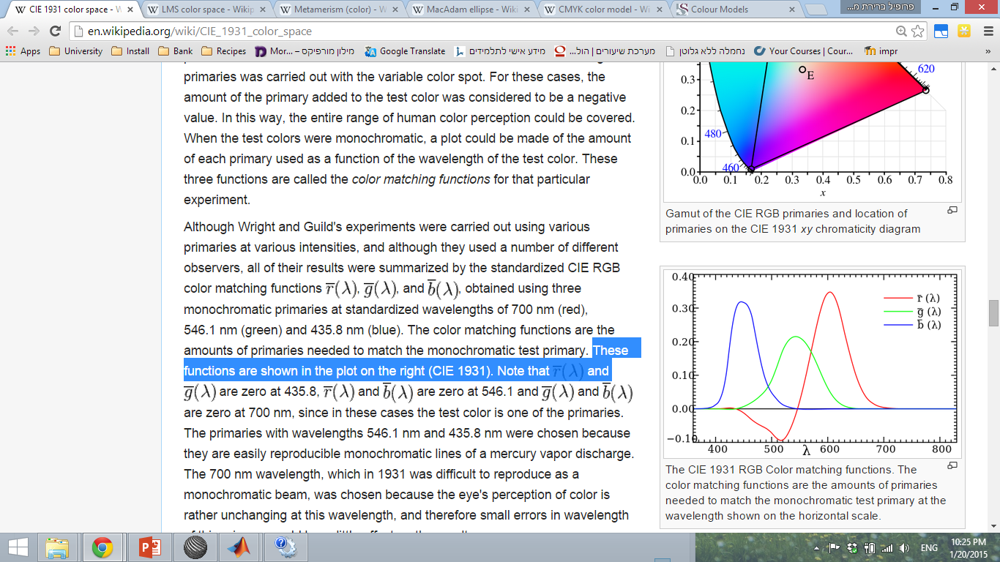 CIE 1931 color space - W
LMS color space - Wikip
Metamerism (color) - W
MacAdam ellipse - Wiki
CMYK color model - Wi
Colour Models
פרופיל ברירת מ...
en.wikipedia.org/wiki/CIE_1931_color_space
Apps University Install Bank Recipes Mor... – מילון מורפיקס Google Translate מידע אישי לתלמידים מערכת שיעורים | הול... נחמלה ללא גלוטן Your Courses | Cour... impr »
primaries was carried out with the variable color spot. For these cases, the
amount of the primary added to the test color was considered to be a negative
value. In this way, the entire range of human color perception could be covered.
When the test colors were monochromatic, a plot could be made of the amount
of each primary used as a function of the wavelength of the test color. These
three functions are called the color matching functions for that particular
experiment.
Although Wright and Guild's experiments were carried out using various
primaries at various intensities, and although they used a number of different
observers, all of their results were summarized by the standardized CIE RGB
color matching functions r̅(λ), g̅(λ), and b̅(λ), obtained using three
monochromatic primaries at standardized wavelengths of 700 nm (red),
546.1 nm (green) and 435.8 nm (blue). The color matching functions are the
amounts of primaries needed to match the monochromatic test primary. These
functions are shown in the plot on the right (CIE 1931). Note that r̅(λ) and
g̅(λ) are zero at 435.8, r̅(λ) and b̅(λ) are zero at 546.1 and g̅(λ) and b̅(λ)
are zero at 700 nm, since in these cases the test color is one of the primaries.
The primaries with wavelengths 546.1 nm and 435.8 nm were chosen because
they are easily reproducible monochromatic lines of a mercury vapor discharge.
The 700 nm wavelength, which in 1931 was difficult to reproduce as a
monochromatic beam, was chosen because the eye's perception of color is
rather unchanging at this wavelength, and therefore small errors in wavelength
620
E
0.3
0.2
480
0.1
460
0.0
0.0 0.1 0.2 0.3 0.4 0.5 0.6 0.7 0.8
x
Gamut of the CIE RGB primaries and location of
primaries on the CIE 1931 xy chromaticity diagram
0.40
r̅ (λ)
0.30
g̅ (λ)
b̅ (λ)
0.20
0.10
0.00
−0.10
400 500 600 700 800
λ
The CIE 1931 RGB Color matching functions. The
color matching functions are the amounts of primaries
needed to match the monochromatic test primary at the
wavelength shown on the horizontal scale.
ENG
10:25 PM
1/20/2015